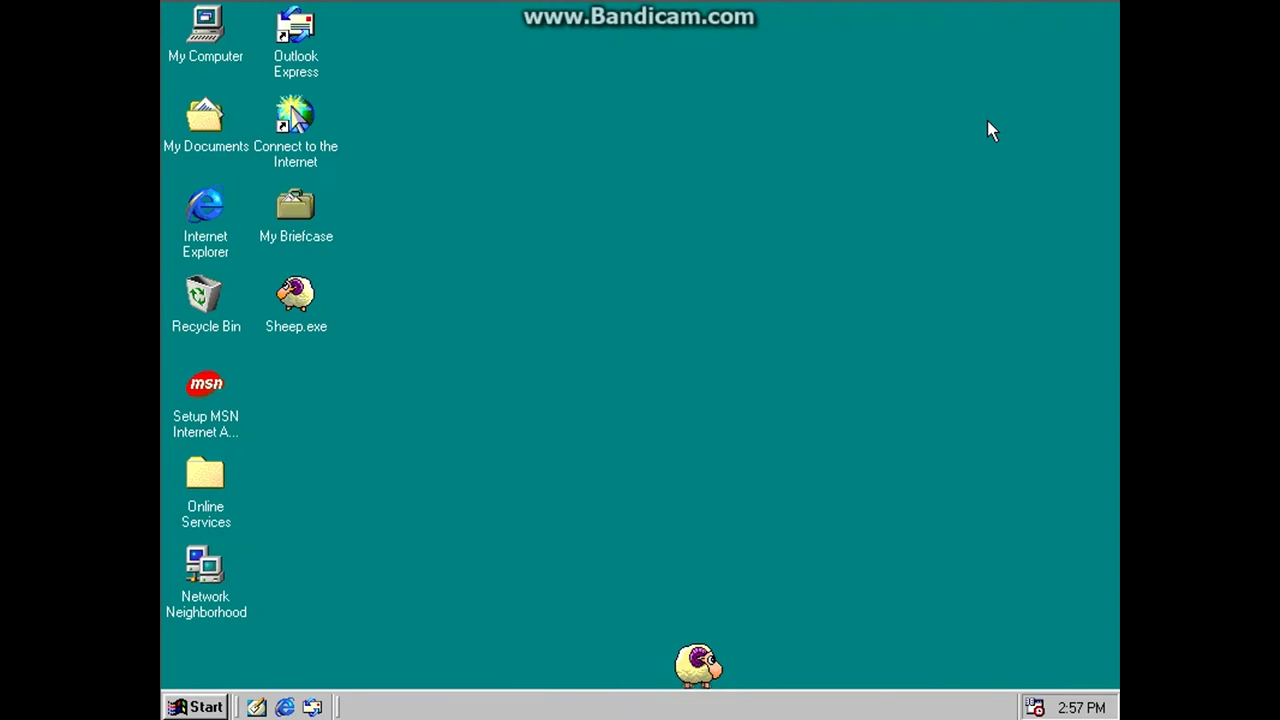 www.Bandicam.com
My Computer
Outlook
Express
My Documents
Connect to the
Internet
Internet
Explorer
My Briefcase
Recycle Bin
Sheep.exe
msn
Setup MSN
Internet A...
Online
Services
Network
Neighborhood
Start
2:57 PM